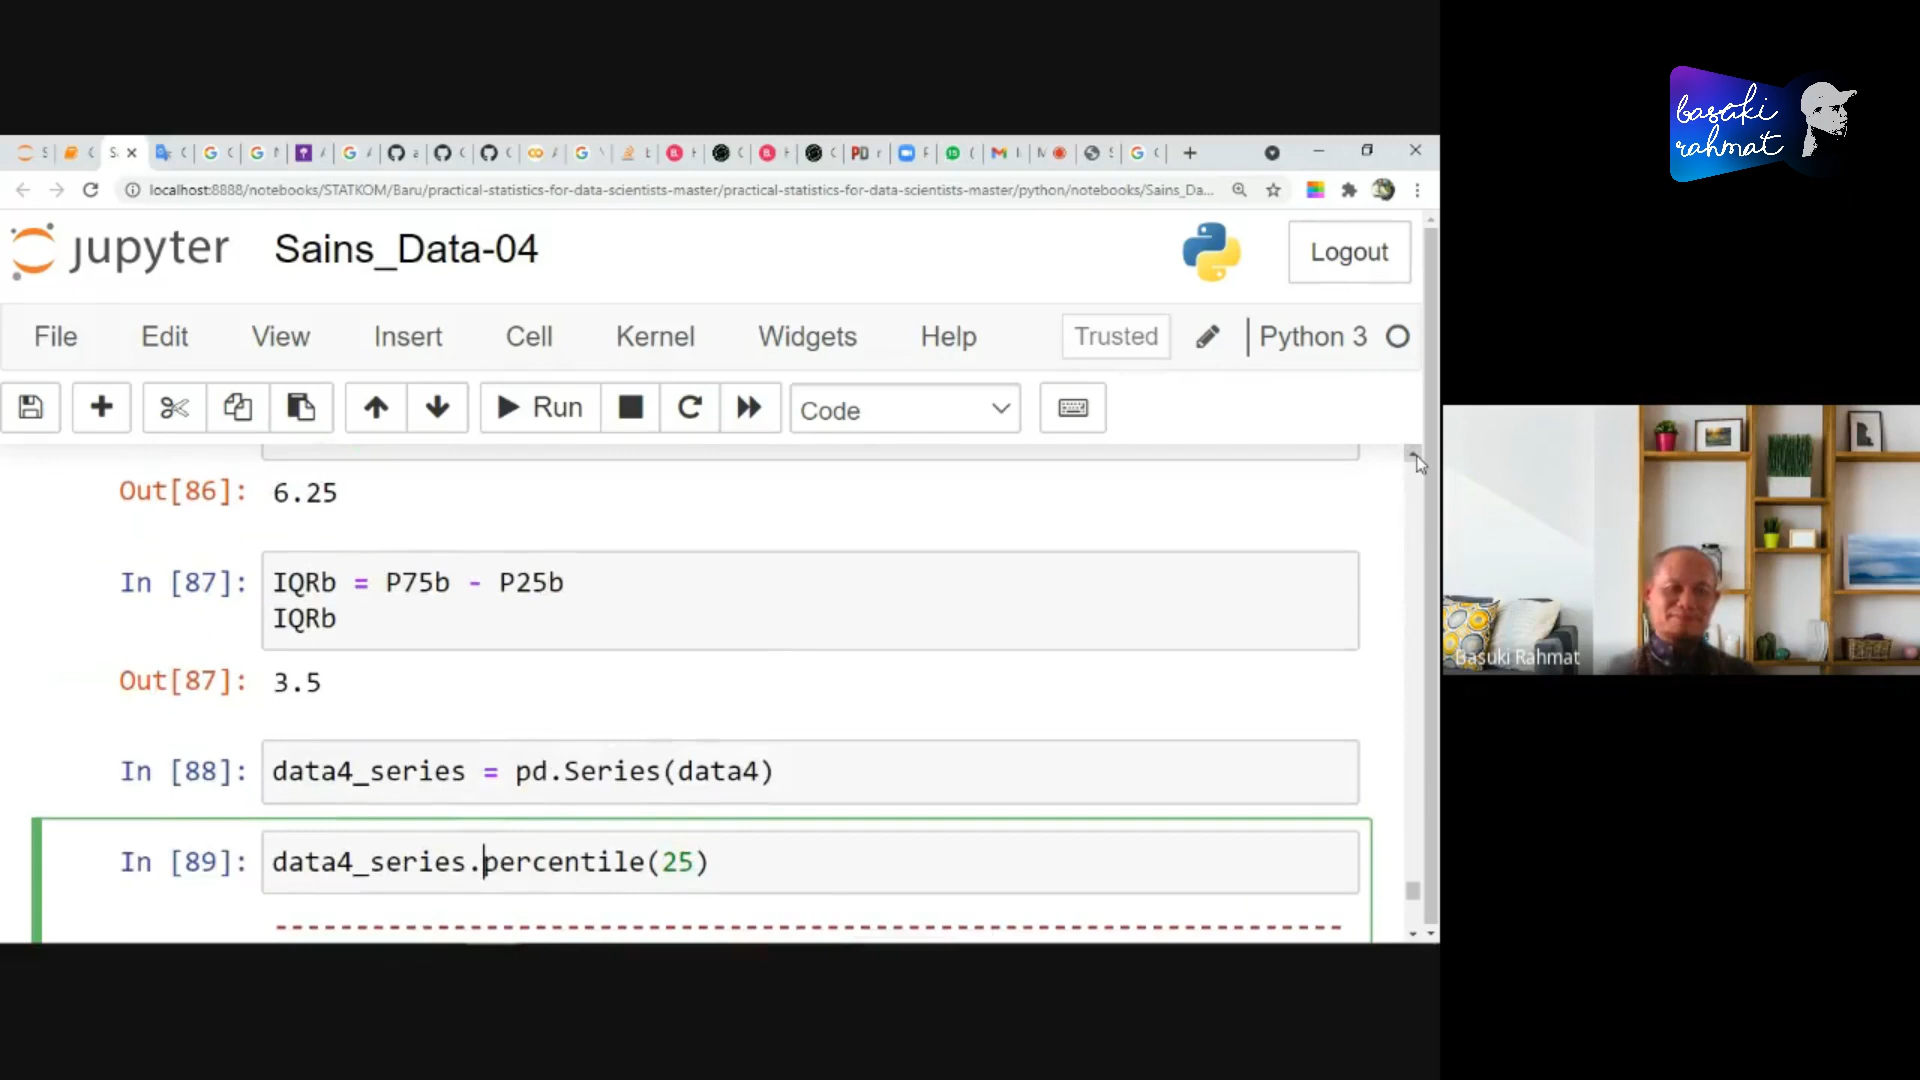 basuki
rahmat
localhost:8888/notebooks/STATKOM/Baru/practical-statistics-for-data-scientists-master/practical-statistics-for-data-scientists-master/python/notebooks/Sains_Da...
jupyter Sains_Data-04
Logout
File Edit View Insert Cell Kernel Widgets Help Trusted Python 3
Run Code
Out[86]: 6.25
In [87]: IQRb = P75b - P25b
IQRb
Out[87]: 3.5
In [88]: data4_series = pd.Series(data4)
In [89]: data4_series.percentile(25)
---------------------------------------------------------------------------
Basuki Rahmat